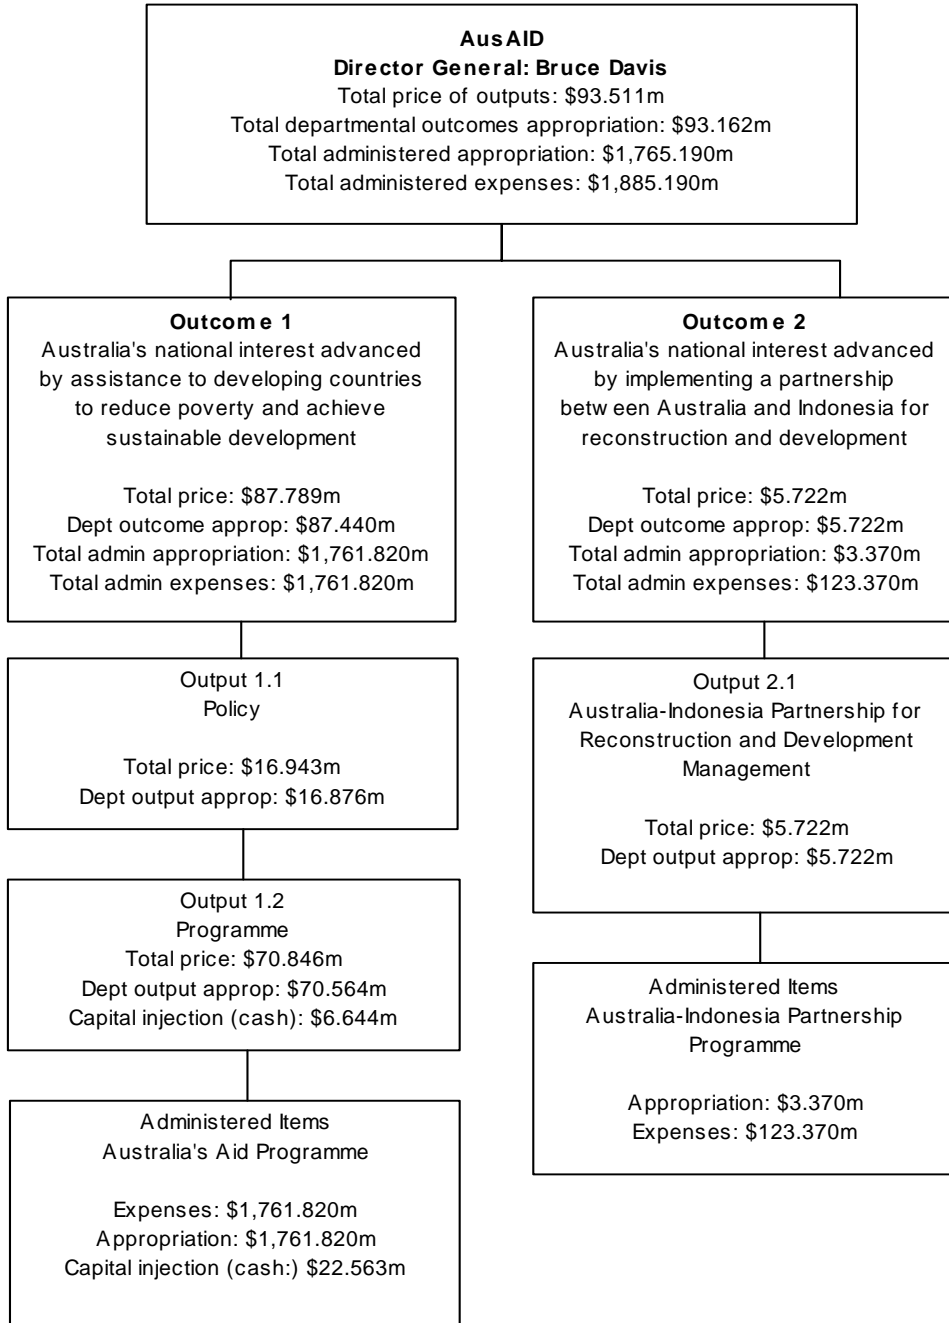 AusAID
Director General: Bruce Davis
Total price of outputs: $93.511m
Total departmental outcomes appropriation: $93.162m
Total administered appropriation: $1,765.190m
Total administered expenses: $1,885.190m
Outcome 1
Australia's national interest advanced
by assistance to developing countries
to reduce poverty and achieve
sustainable development
Total price: $87.789m
Dept outcome approp: $87.440m
Total admin appropriation: $1,761.820m
Total admin expenses: $1,761.820m
Outcome 2
Australia's national interest advanced
by implementing a partnership
between Australia and Indonesia for
reconstruction and development
Total price: $5.722m
Dept outcome approp: $5.722m
Total admin appropriation: $3.370m
Total admin expenses: $123.370m
Output 1.1
Policy
Total price: $16.943m
Dept output approp: $16.876m
Output 1.2
Programme
Total price: $70.846m
Dept output approp: $70.564m
Capital injection (cash): $6.644m
Administered Items
Australia's Aid Programme
Expenses: $1,761.820m
Appropriation: $1,761.820m
Capital injection (cash:) $22.563m
Output 2.1
Australia-Indonesia Partnership for
Reconstruction and Development
Management
Total price: $5.722m
Dept output approp: $5.722m
Administered Items
Australia-Indonesia Partnership
Programme
Appropriation: $3.370m
Expenses: $123.370m